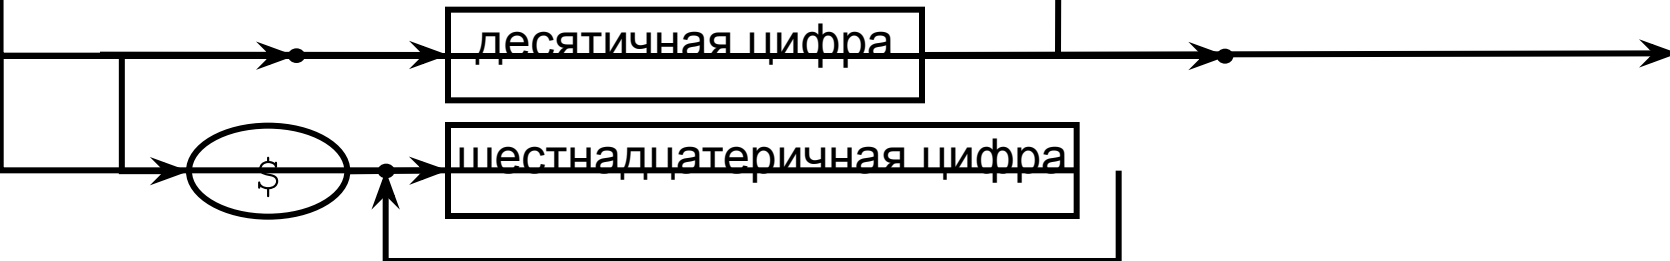 десятичная цифра
$
шестнадцатеричная цифра